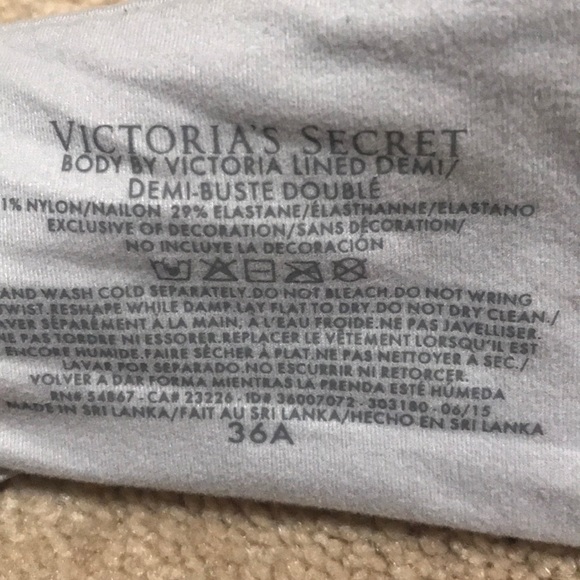 VICTORIA'S SECRET
BODY BY VICTORIA LINED DEMI/
DEMI-BUSTE DOUBLÉ
1% NYLON/NAILON 29% ELASTANE/ÉLASTHANNE/ELASTANO
EXCLUSIVE OF DECORATION/SANS DÉCORATION/
NO INCLUYE LA DECORACIÓN
AND WASH COLD SEPARATELY.DO NOT BLEACH.DO NOT WRING
TWIST.RESHAPE WHILE DAMP.LAY FLAT TO DRY.DO NOT DRY CLEAN./
AVER SÉPARÉMENT À LA MAIN, À L'EAU FROIDE.NE PAS JAVELLISER.
NE PAS TORDRE NI ESSORER.REPLACER LE VÊTEMENT LORSQU'IL EST
ENCORE HUMIDE.FAIRE SÉCHER À PLAT.NE PAS NETTOYER À SEC./
LAVAR POR SEPARADO.NO ESCURRIR NI RETORCER.
VOLVER A DAR FORMA MIENTRAS LA PRENDA ESTÉ HÚMEDA
RN# 54867 - CA# 23226 - ID# 36007072 - 303180 - 06/15
MADE IN SRI LANKA/FAIT AU SRI LANKA/HECHO EN SRI LANKA
36A